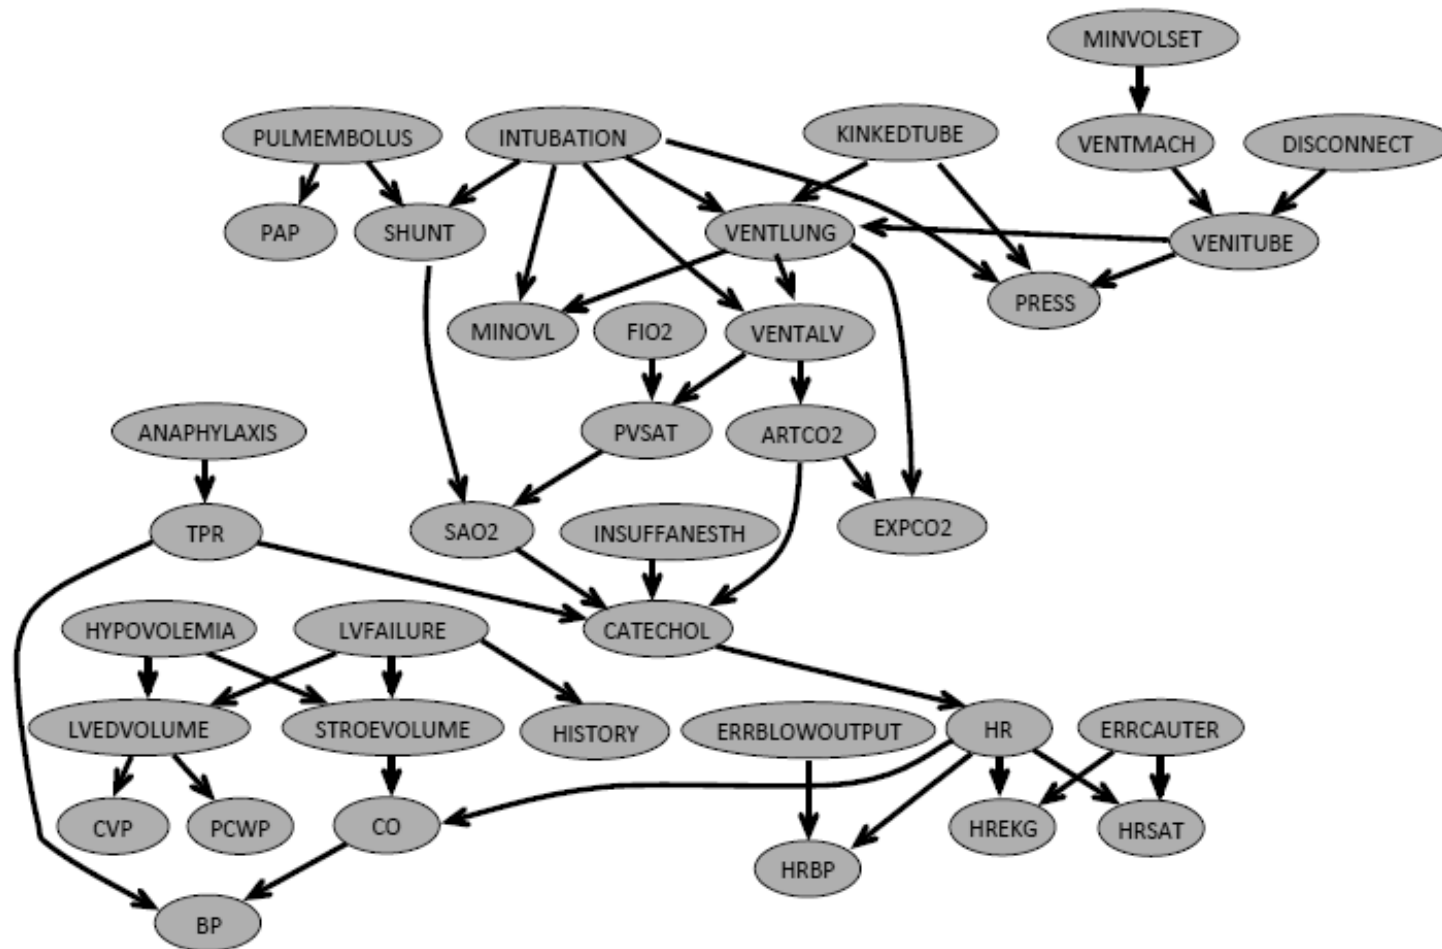 MINVOLSET
PULMEMBOLUS
INTUBATION
KINKEDTUBE
VENTMACH
DISCONNECT
PAP
SHUNT
VENTLUNG
VENITUBE
PRESS
MINOVL
FIO2
VENTALV
ANAPHYLAXIS
PVSAT
ARTCO2
TPR
SAO2
INSUFFANESTH
EXPCO2
HYPOVOLEMIA
LVFAILURE
CATECHOL
LVEDVOLUME
STROEVOLUME
HISTORY
ERRBLOWOUTPUT
HR
ERRCAUTER
CVP
PCWP
CO
HREKG
HRSAT
HRBP
BP